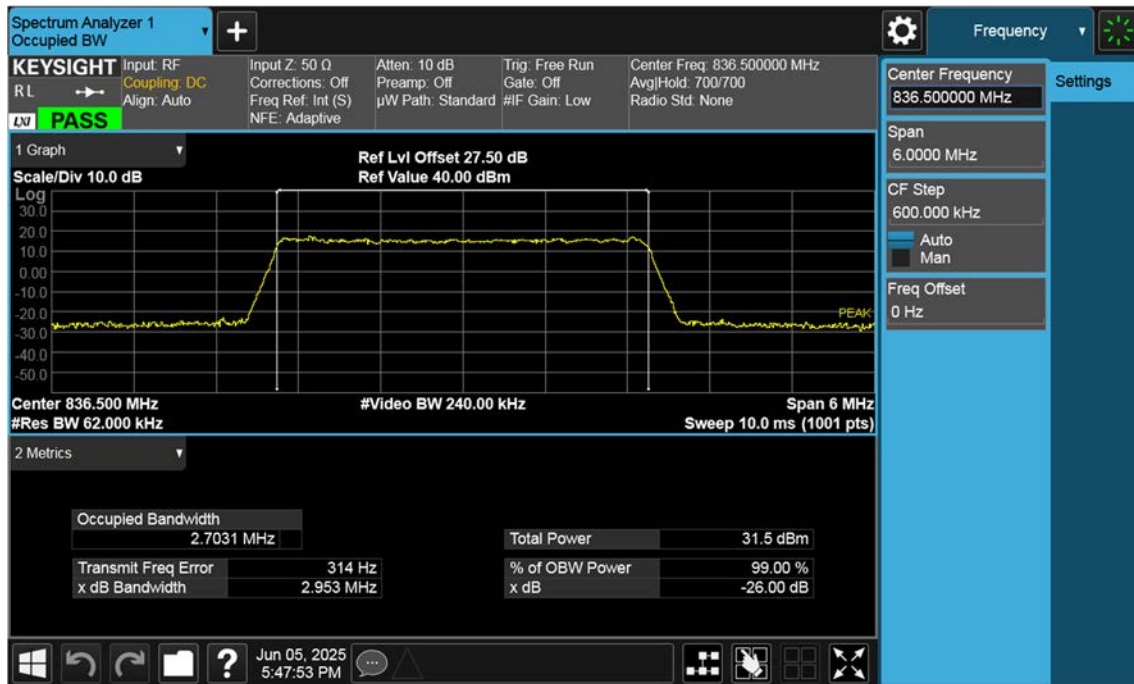 Spectrum Analyzer 1
Occupied BW
Frequency
KEYSIGHT
RL
LXI
PASS
Input: RF
Coupling: DC
Align: Auto
Input Z: 50 Ω
Corrections: Off
Freq Ref: Int (S)
NFE: Adaptive
Atten: 10 dB
Preamp: Off
µW Path: Standard
Trig: Free Run
Gate: Off
#IF Gain: Low
Center Freq: 836.500000 MHz
Avg|Hold: 700/700
Radio Std: None
Center Frequency
836.500000 MHz
Settings
Span
6.0000 MHz
CF Step
600.000 kHz
Auto
Man
Freq Offset
0 Hz
1 Graph
Ref Lvl Offset 27.50 dB
Scale/Div 10.0 dB
Ref Value 40.00 dBm
Log
30.0
20.0
10.0
0.00
-10.0
-20.0
-30.0
-40.0
-50.0
PEAK
Center 836.500 MHz
#Video BW 240.00 kHz
Span 6 MHz
#Res BW 62.000 kHz
Sweep 10.0 ms (1001 pts)
2 Metrics
Occupied Bandwidth
2.7031 MHz
Total Power 31.5 dBm
Transmit Freq Error 314 Hz
% of OBW Power 99.00 %
x dB Bandwidth 2.953 MHz
x dB -26.00 dB
?
Jun 05, 2025
5:47:53 PM